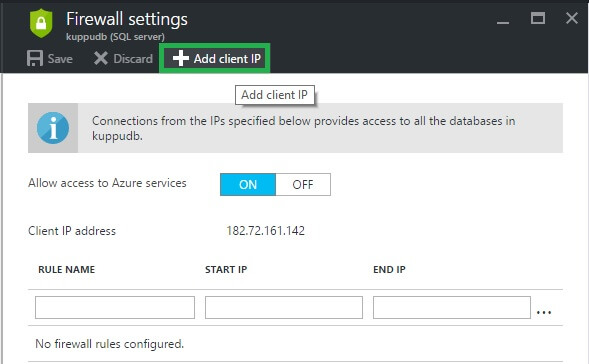 Firewall settings
kuppudb (SQL server)
Save Discard Add client IP
Add client IP
Connections from the IPs specified below provides access to all the databases in
kuppudb.
Allow access to Azure services ON OFF
Client IP address 182.72.161.142
RULE NAME START IP END IP
...
No firewall rules configured.